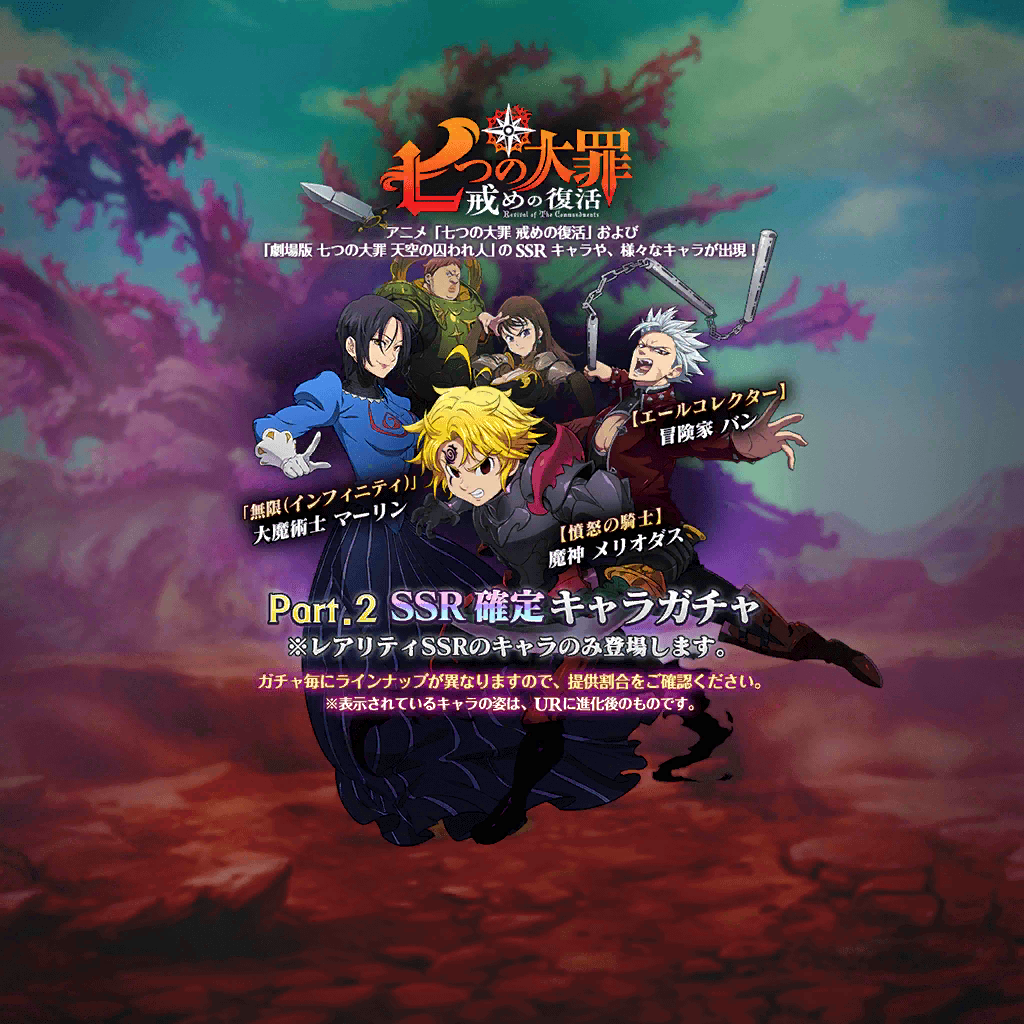 七つの大罪
戒めの復活
Revival of The Commandments
アニメ「七つの大罪 戒めの復活」および
「劇場版 七つの大罪 天空の囚われ人」の SSR キャラや、様々なキャラが出現！
【エールコレクター】
冒険家 バン
「無限(インフィニティ)」
大魔術士 マーリン
【憤怒の騎士】
魔神 メリオダス
Part.2 SSR 確定 キャラガチャ
※レアリティSSRのキャラのみ登場します。
ガチャ毎にラインナップが異なりますので、提供割合をご確認ください。
※表示されているキャラの姿は、URに進化後のものです。